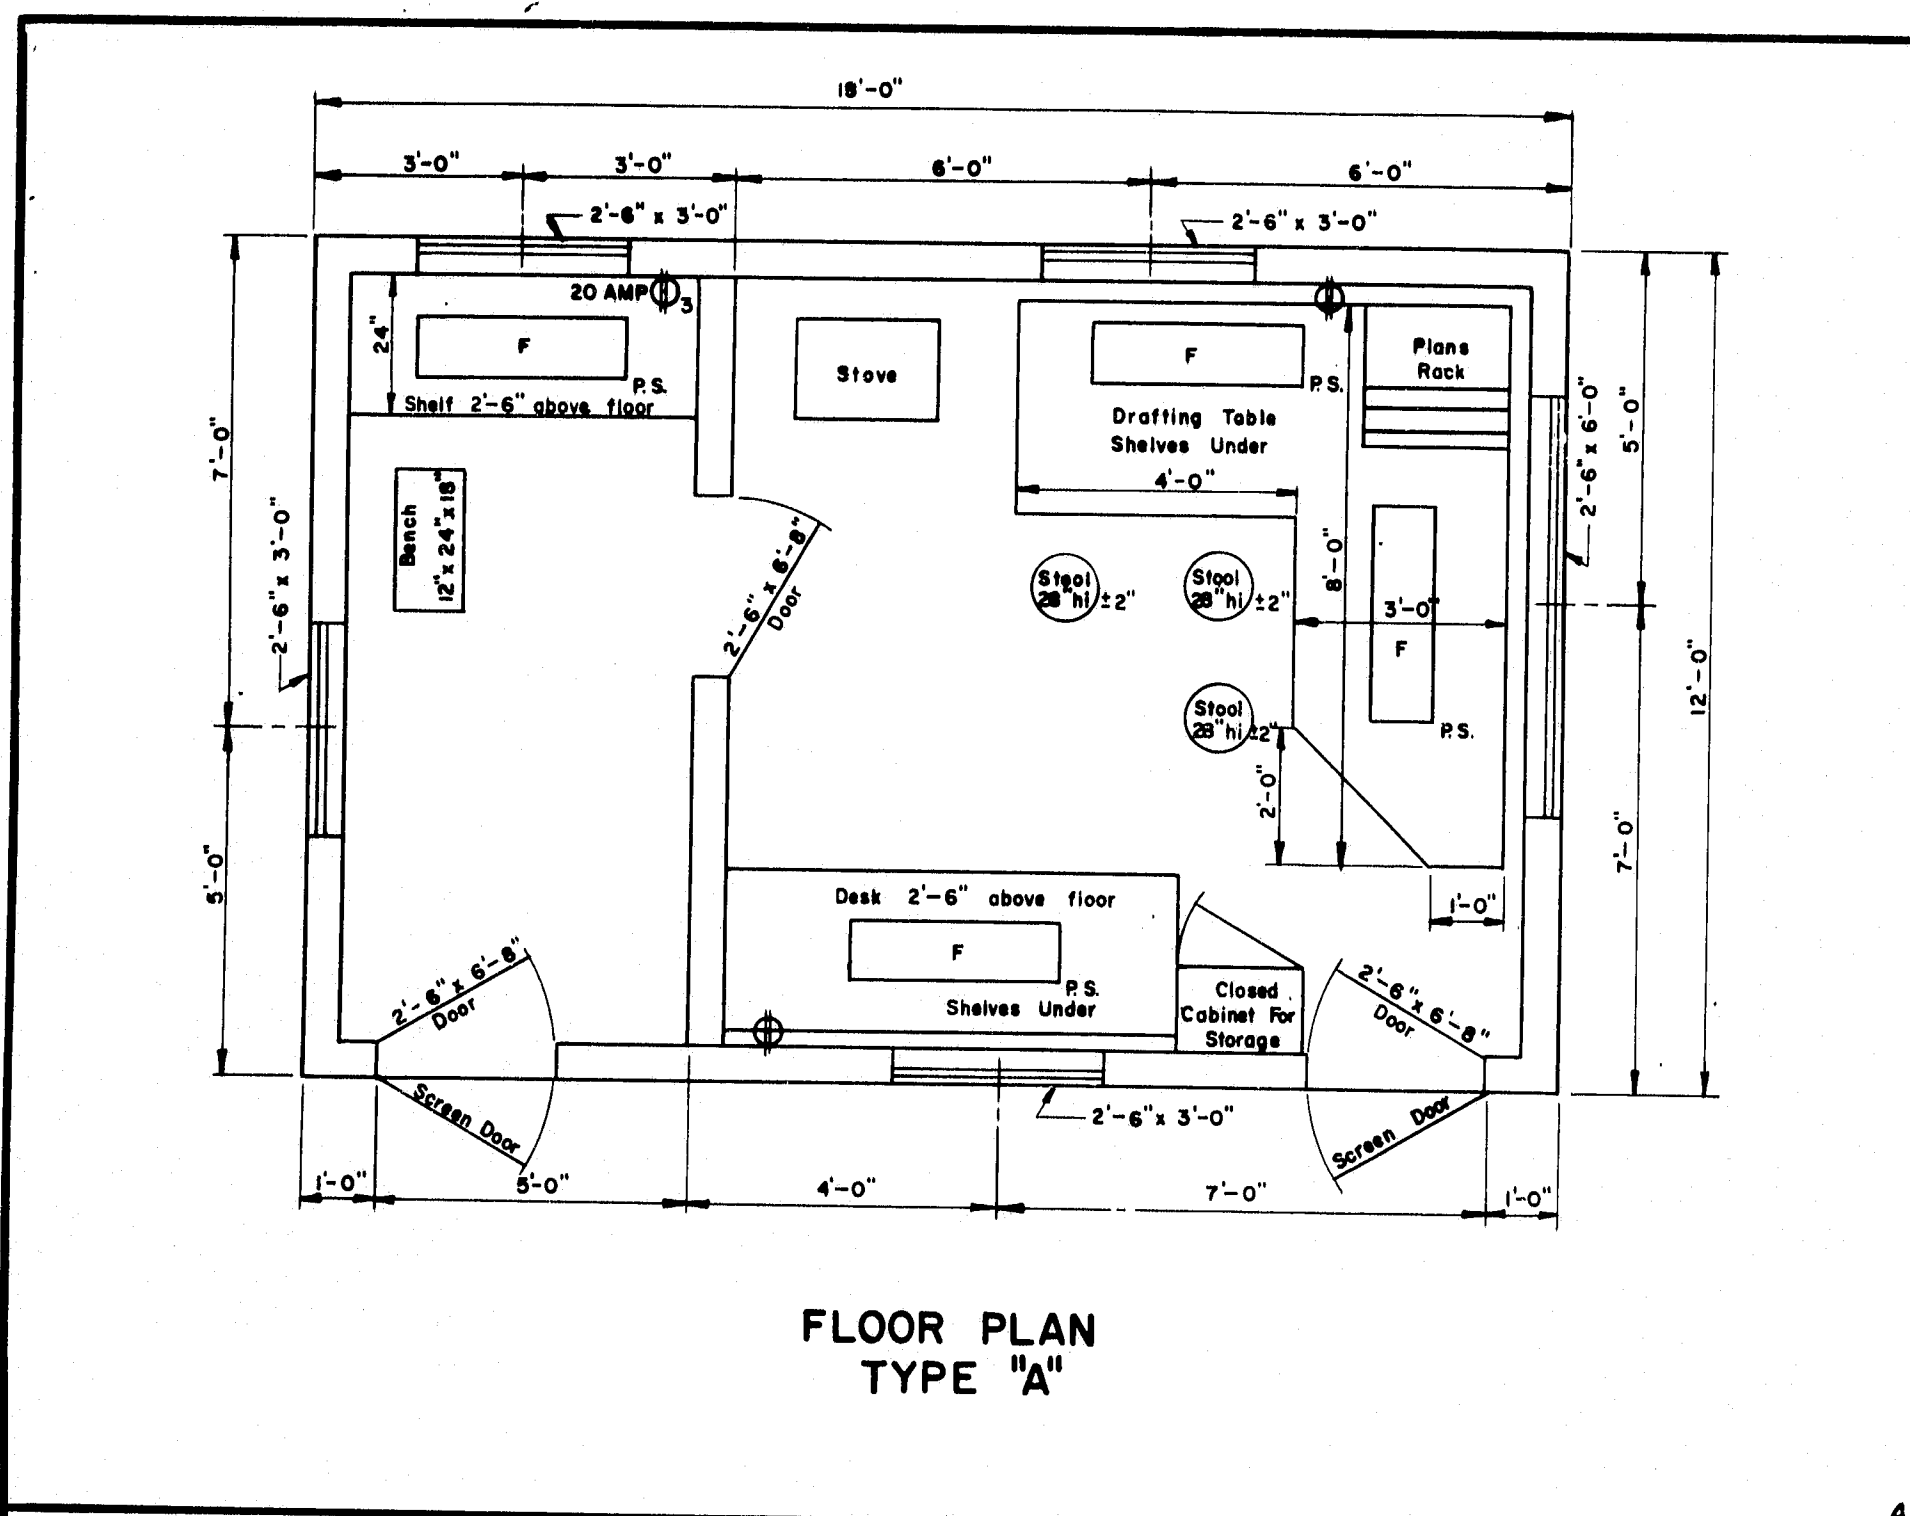 18'-0"
3'-0"
3'-0"
6'-0"
6'-0"
2'-6" x 3'-0"
2'-6" x 3'-0"
20 AMP
3
24"
F
P.S.
Shelf 2'-6" above floor
Stove
F
P.S.
Drafting Table
Shelves Under
4'-0"
Plans
Rack
7'-0"
5'-0"
2'-6" x 6'-0"
12'-0"
2'-6" x 3'-0"
Bench
12" x 24" x 18"
2'-6" x 6'-8"
Door
Stool
28"hi ±2"
Stool
28"hi ±2"
8'-0"
3'-0"
F
P.S.
Stool
28"hi ±2"
2'-0"
1'-0"
5'-0"
7'-0"
Desk 2'-6" above floor
F
P.S.
Shelves Under
Closed
Cabinet For
Storage
2'-6" x 6'-8"
Door
2'-6" x 6'-8"
Door
Screen Door
Screen Door
2'-6" x 3'-0"
1'-0"
5'-0"
4'-0"
7'-0"
1'-0"
FLOOR PLAN
TYPE "A"